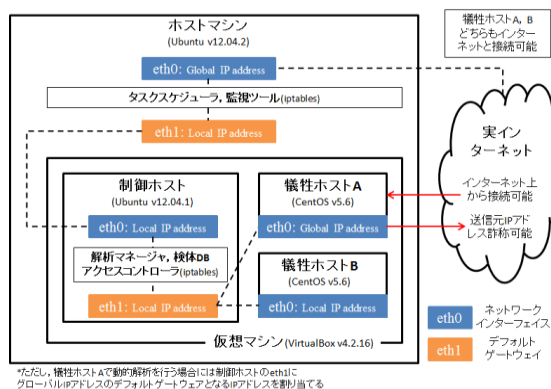 ホストマシン
(Ubuntu v12.04.2)
犠牲ホストA, B
どちらもインター
ネットと接続可能
eth0: Global IP address
タスクスケジューラ, 監視ツール(iptables)
eth1: Local IP address
実イン
ターネット
制御ホスト
(Ubuntu v12.04.1)
犠牲ホストA
(CentOS v5.6)
インターネット上
から接続可能
eth0: Local IP address
eth0: Global IP address
送信元IPアド
レス詐称可能
解析マネージャ, 検体DB
アクセスコントローラ(iptables)
犠牲ホストB
(CentOS v5.6)
eth1: Local IP address
eth0: Local IP address
仮想マシン(VirtualBox v4.2.16)
eth0
ネットワーク
インターフェイス
eth1
デフォルト
ゲートウェイ
*ただし, 犠牲ホストAで動的解析を行う場合には制御ホストのeth1に
グローバルIPアドレスのデフォルトゲートウェアとなるIPアドレスを割り当てる